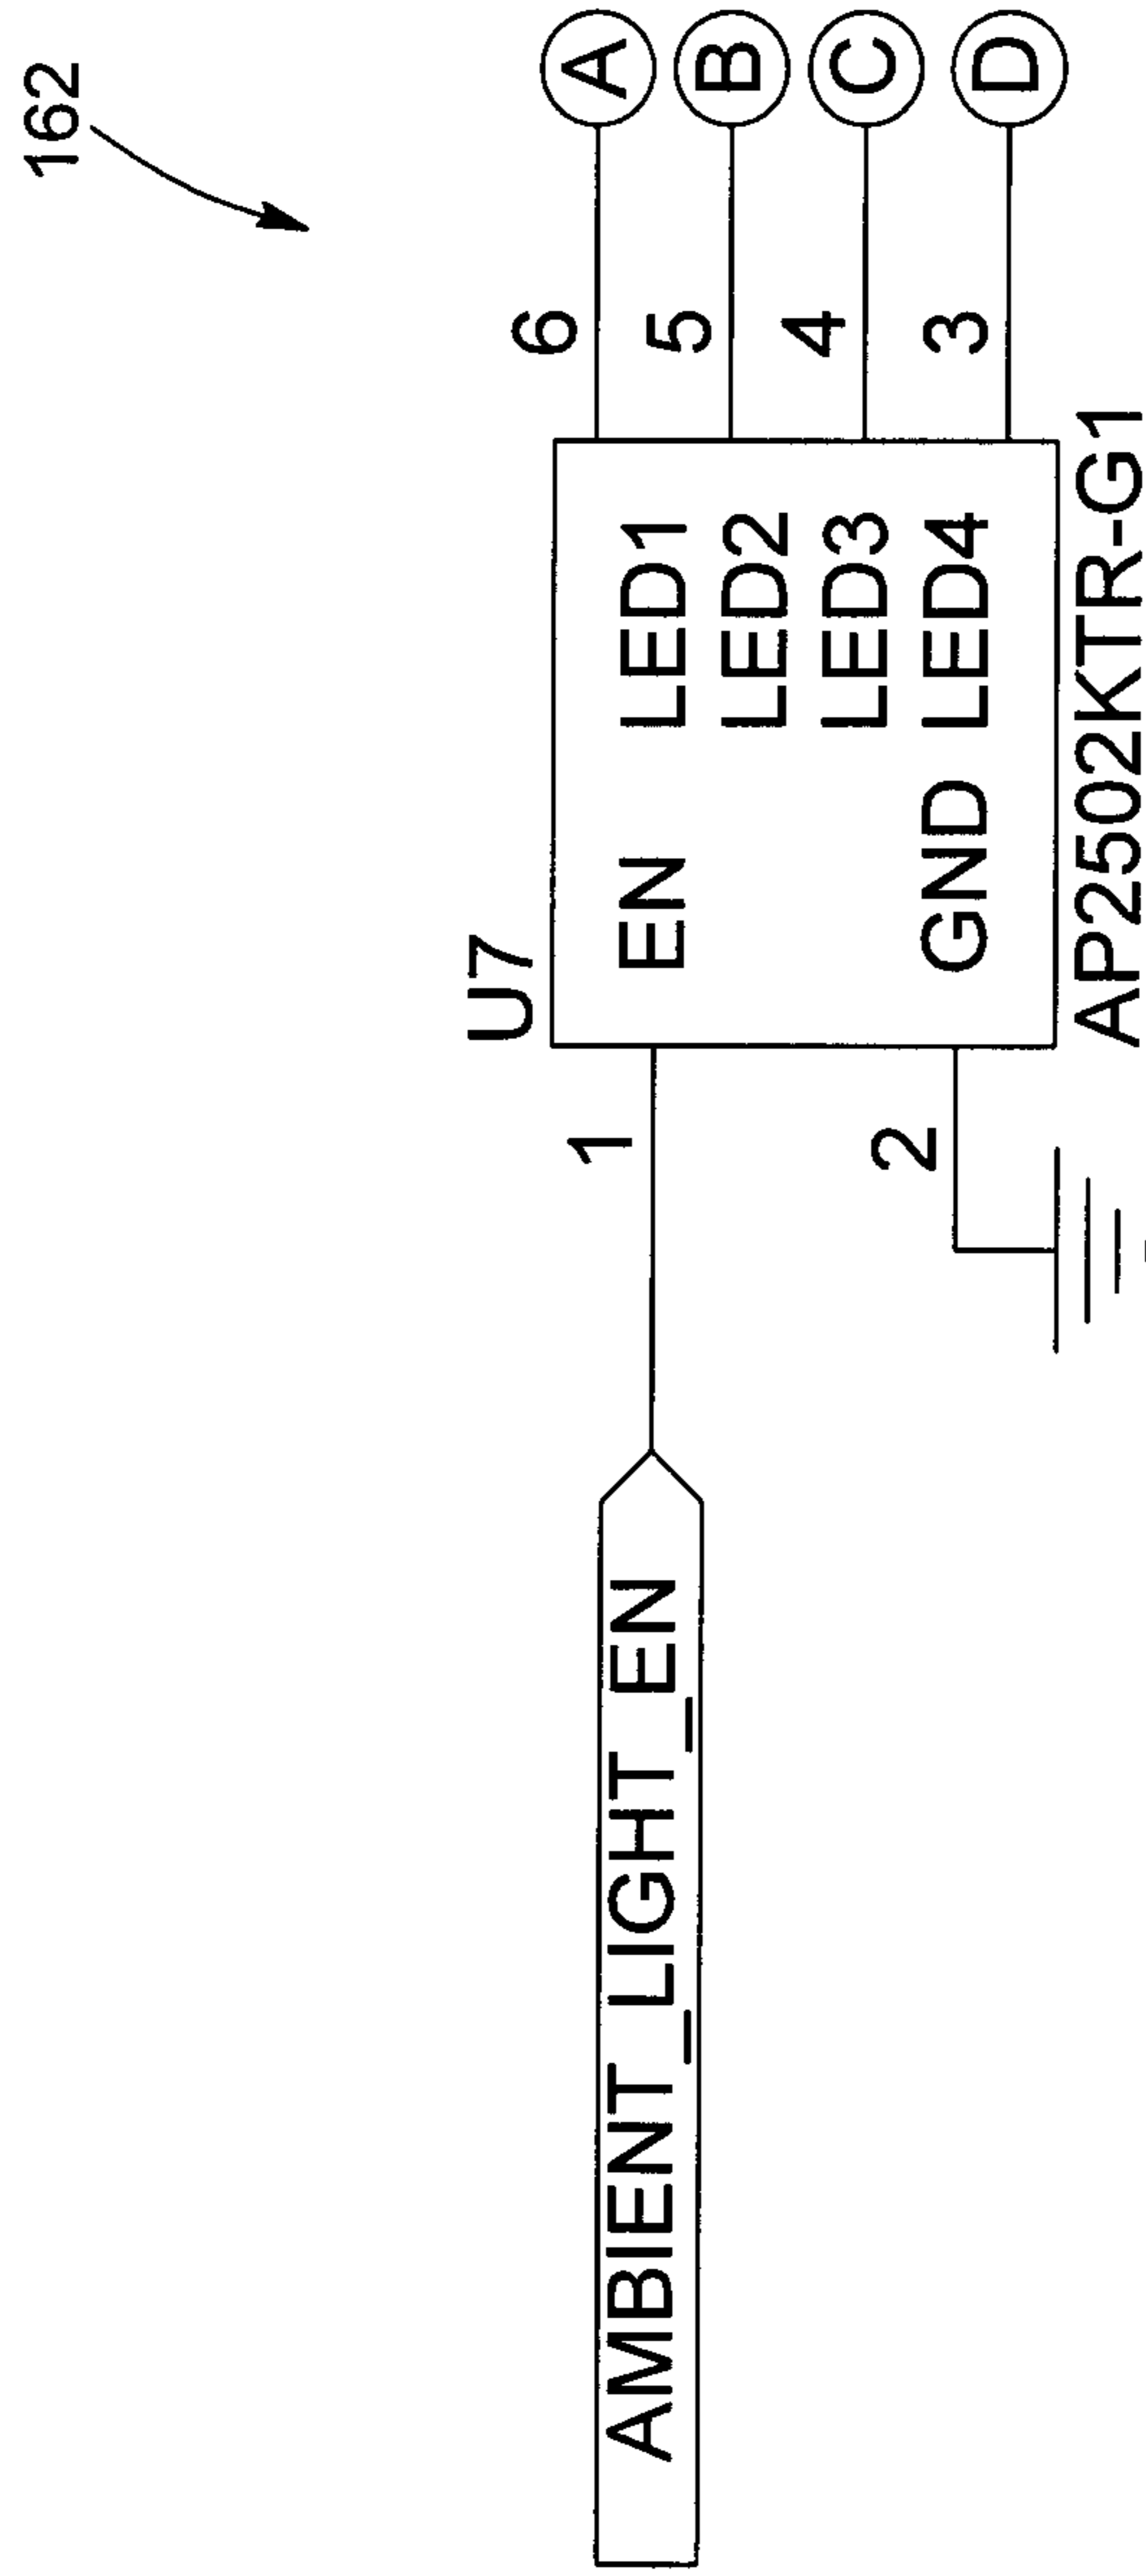 162
U7
AMBIENT_LIGHT_EN
1
EN
LED1
6
A
LED2
5
B
LED3
4
C
2
GND
LED4
3
D
AP2502KTR-G1